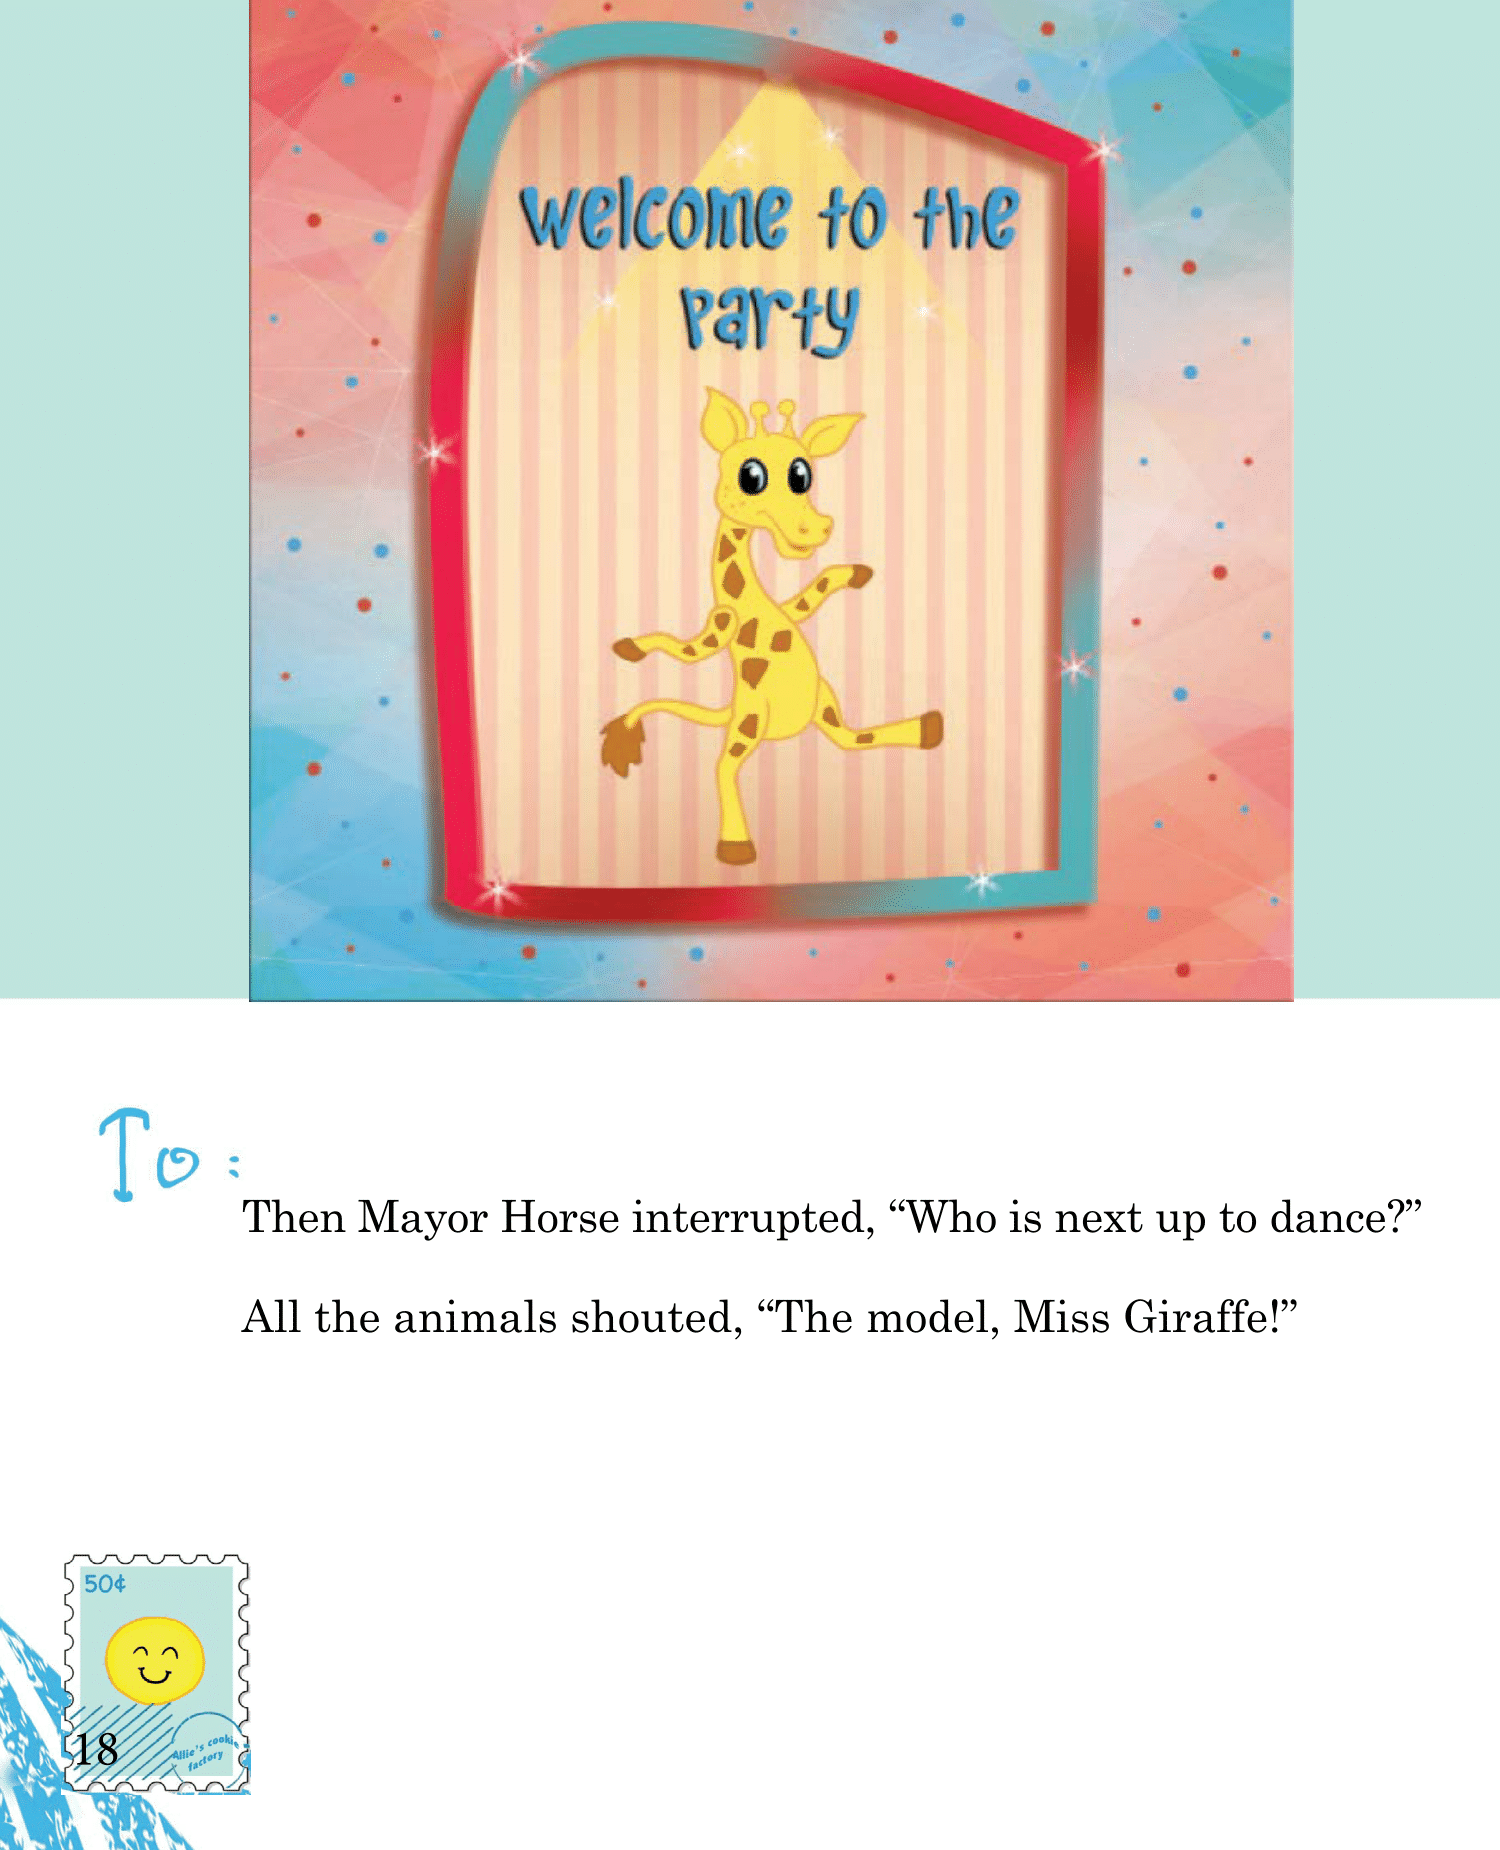 welcome to the
party
To:
Then Mayor Horse interrupted, “Who is next up to dance?”
All the animals shouted, “The model, Miss Giraffe!”
50¢
Allie's cookie
factory
18